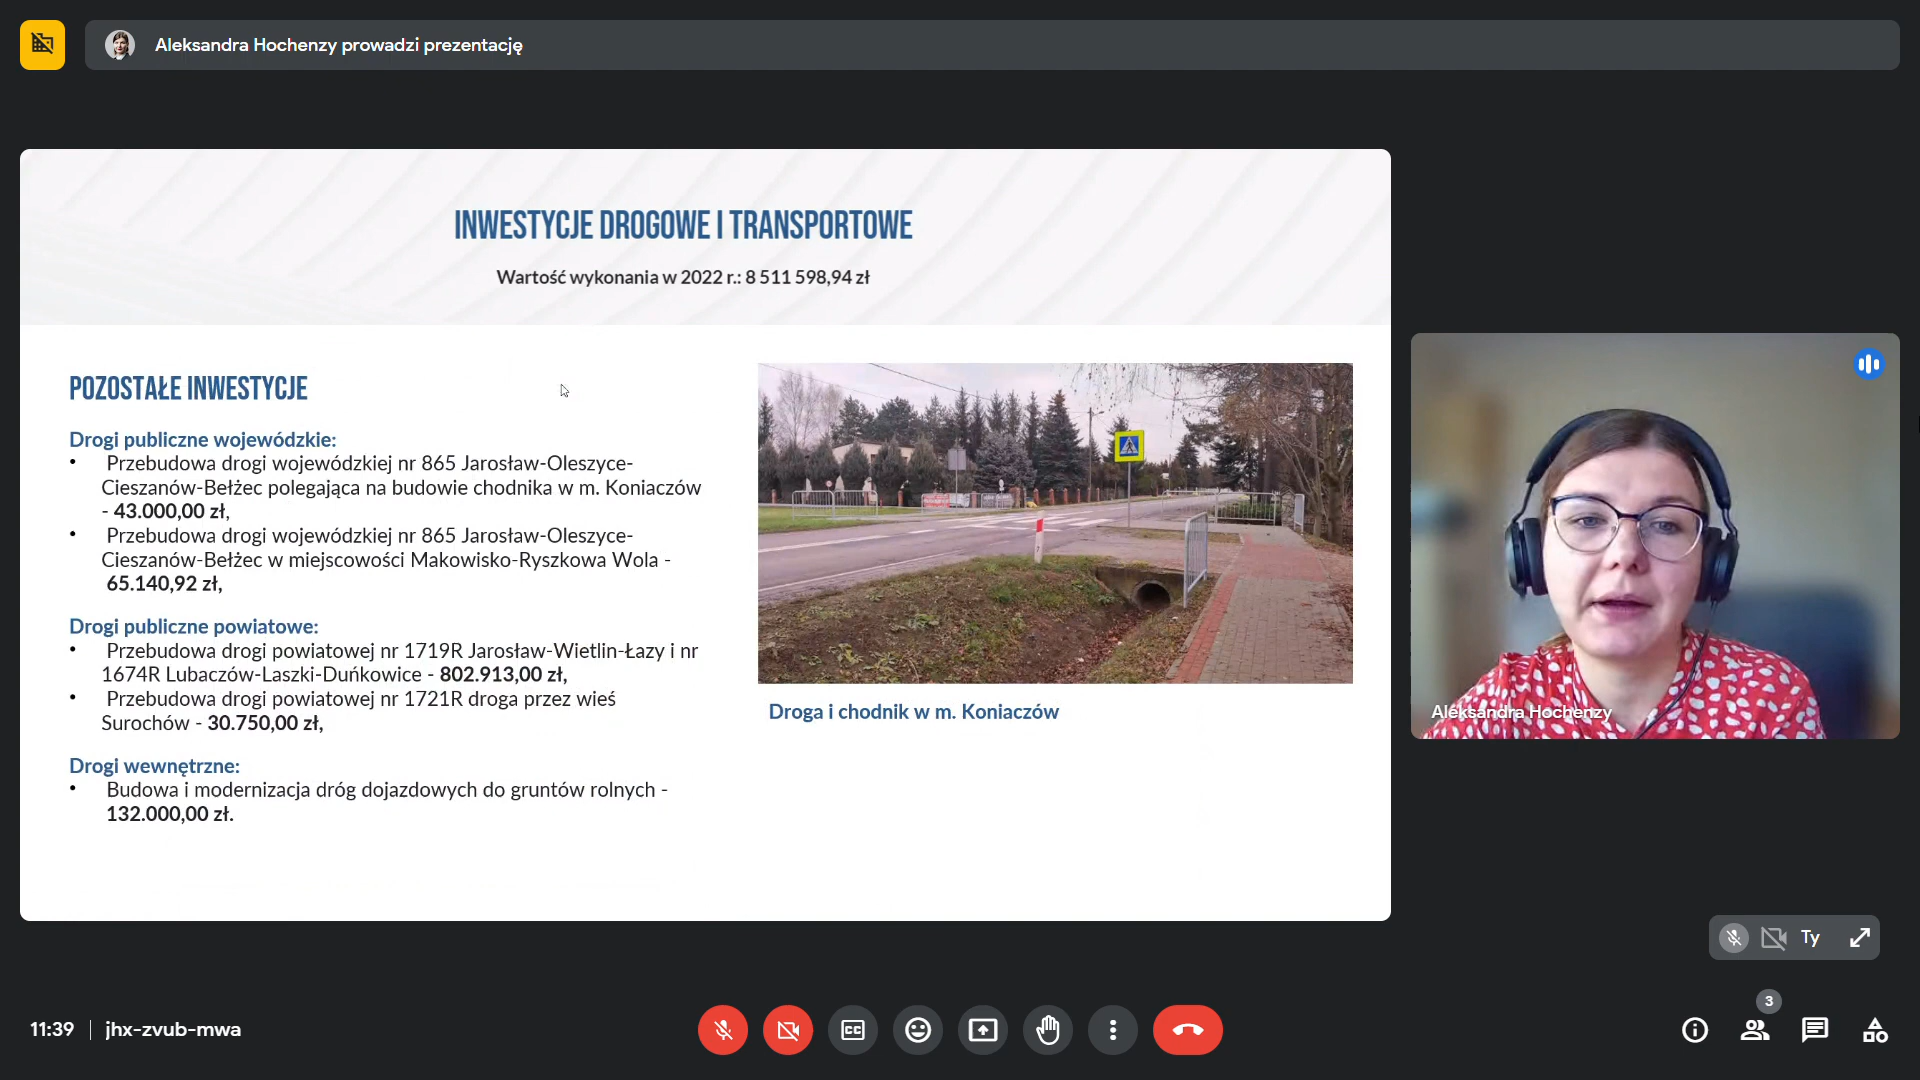 Aleksandra Hochenzy prowadzi prezentację
INWESTYCJE DROGOWE I TRANSPORTOWE
Wartość wykonania w 2022 r.: 8 511 598,94 zł
POZOSTAŁE INWESTYCJE
Drogi publiczne wojewódzkie:
• Przebudowa drogi wojewódzkiej nr 865 Jarosław-Oleszyce-
Cieszanów-Bełżec polegająca na budowie chodnika w m. Koniaczów
- 43.000,00 zł,
• Przebudowa drogi wojewódzkiej nr 865 Jarosław-Oleszyce-
Cieszanów-Bełżec w miejscowości Makowisko-Ryszkowa Wola -
65.140,92 zł,
Drogi publiczne powiatowe:
• Przebudowa drogi powiatowej nr 1719R Jarosław-Wietlin-Łazy i nr
1674R Lubaczów-Laszki-Duńkowice - 802.913,00 zł,
• Przebudowa drogi powiatowej nr 1721R droga przez wieś
Surochów - 30.750,00 zł,
Drogi wewnętrzne:
• Budowa i modernizacja dróg dojazdowych do gruntów rolnych -
132.000,00 zł.
Droga i chodnik w m. Koniaczów
Aleksandra Hochenzy
Ty
11:39 | jhx-zvub-mwa
CC
3